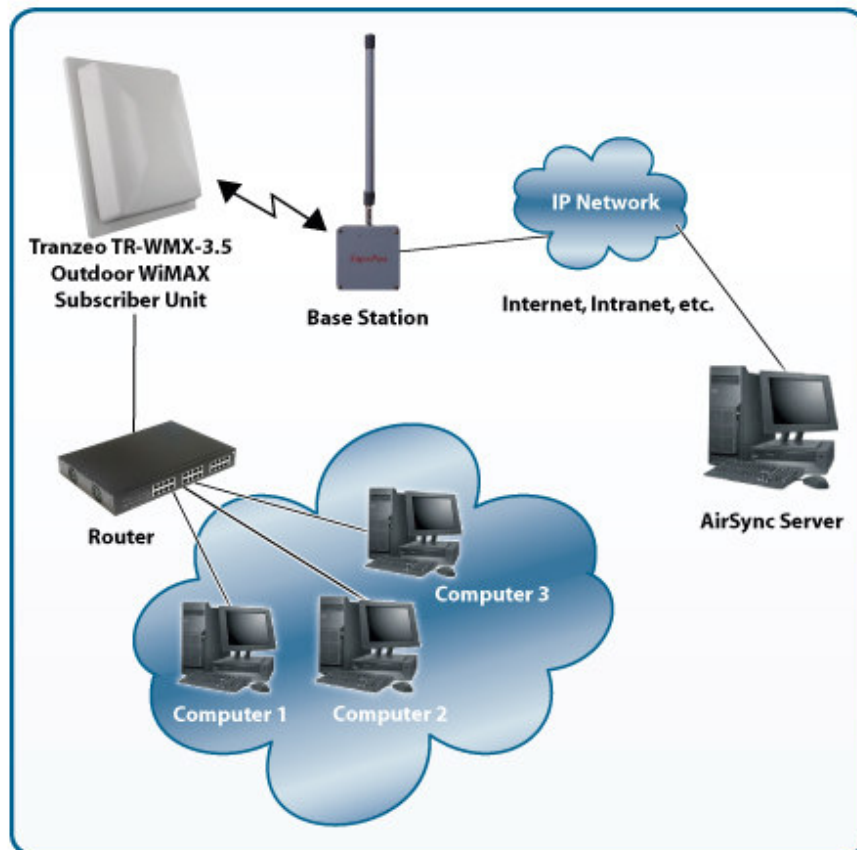 Tranzeo TR-WMX-3.5
Outdoor WiMAX
Subscriber Unit
Base Station
IP Network
Internet, Intranet, etc.
AirSync Server
Router
Computer 3
Computer 1
Computer 2